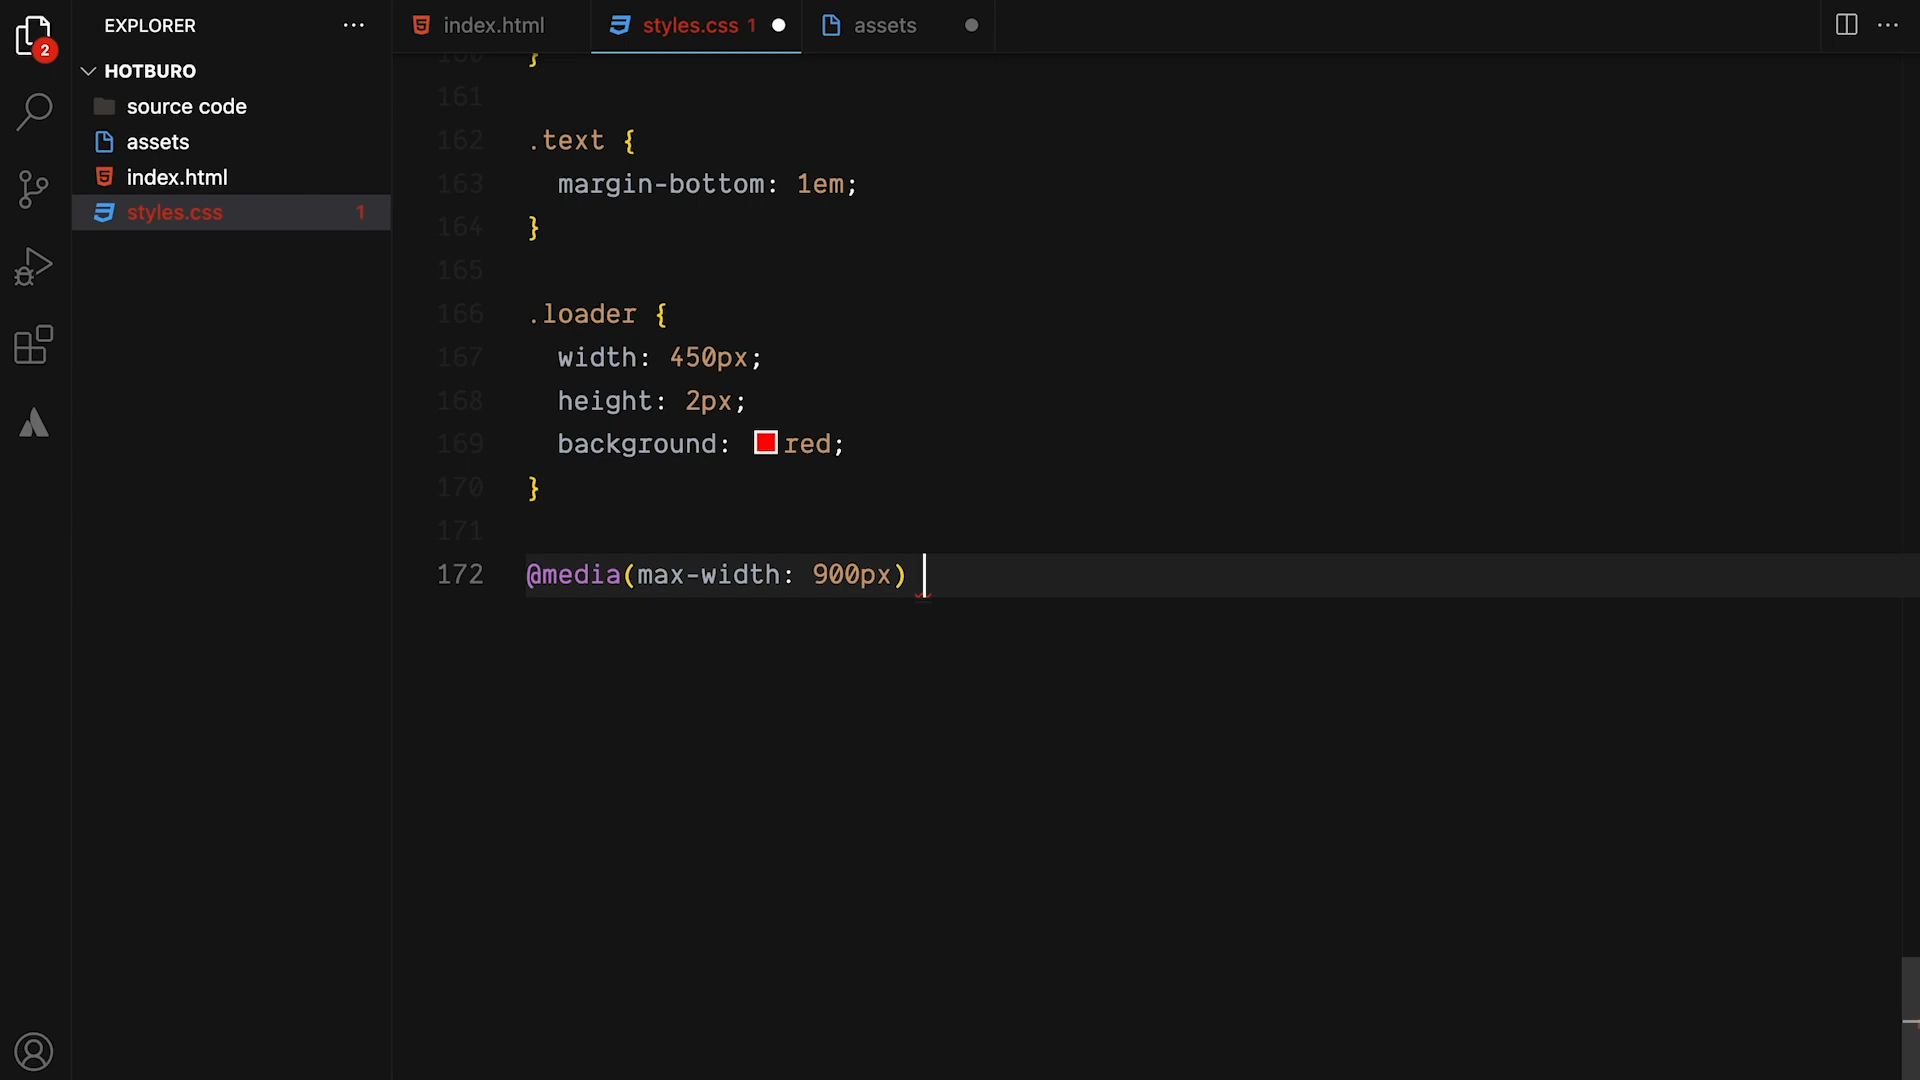 2
EXPLORER
HOTBURO
source code
assets
index.html
styles.css 1
index.html
styles.css 1
assets
160 }
161
162 .text {
163 margin-bottom: 1em;
164 }
165
166 .loader {
167 width: 450px;
168 height: 2px;
169 background: red;
170 }
171
172 @media(max-width: 900px)